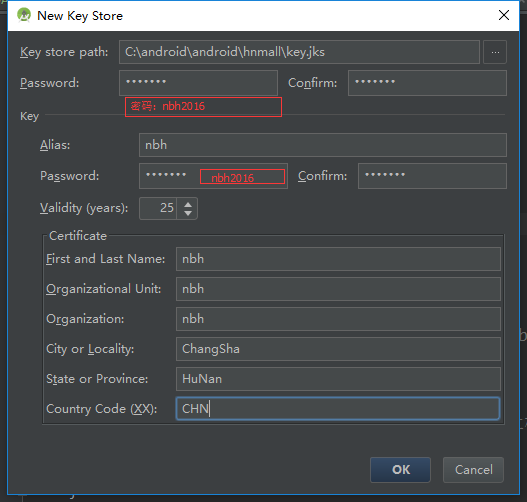 New Key Store
Key store path: C:\android\android\hnmall\key.jks ...
Password: ••••••• Confirm: •••••••
密码：nbh2016
Key
Alias: nbh
Password: ••••••• nbh2016 Confirm: •••••••
Validity (years): 25
Certificate
First and Last Name: nbh
Organizational Unit: nbh
Organization: nbh
City or Locality: ChangSha
State or Province: HuNan
Country Code (XX): CHN
OK Cancel